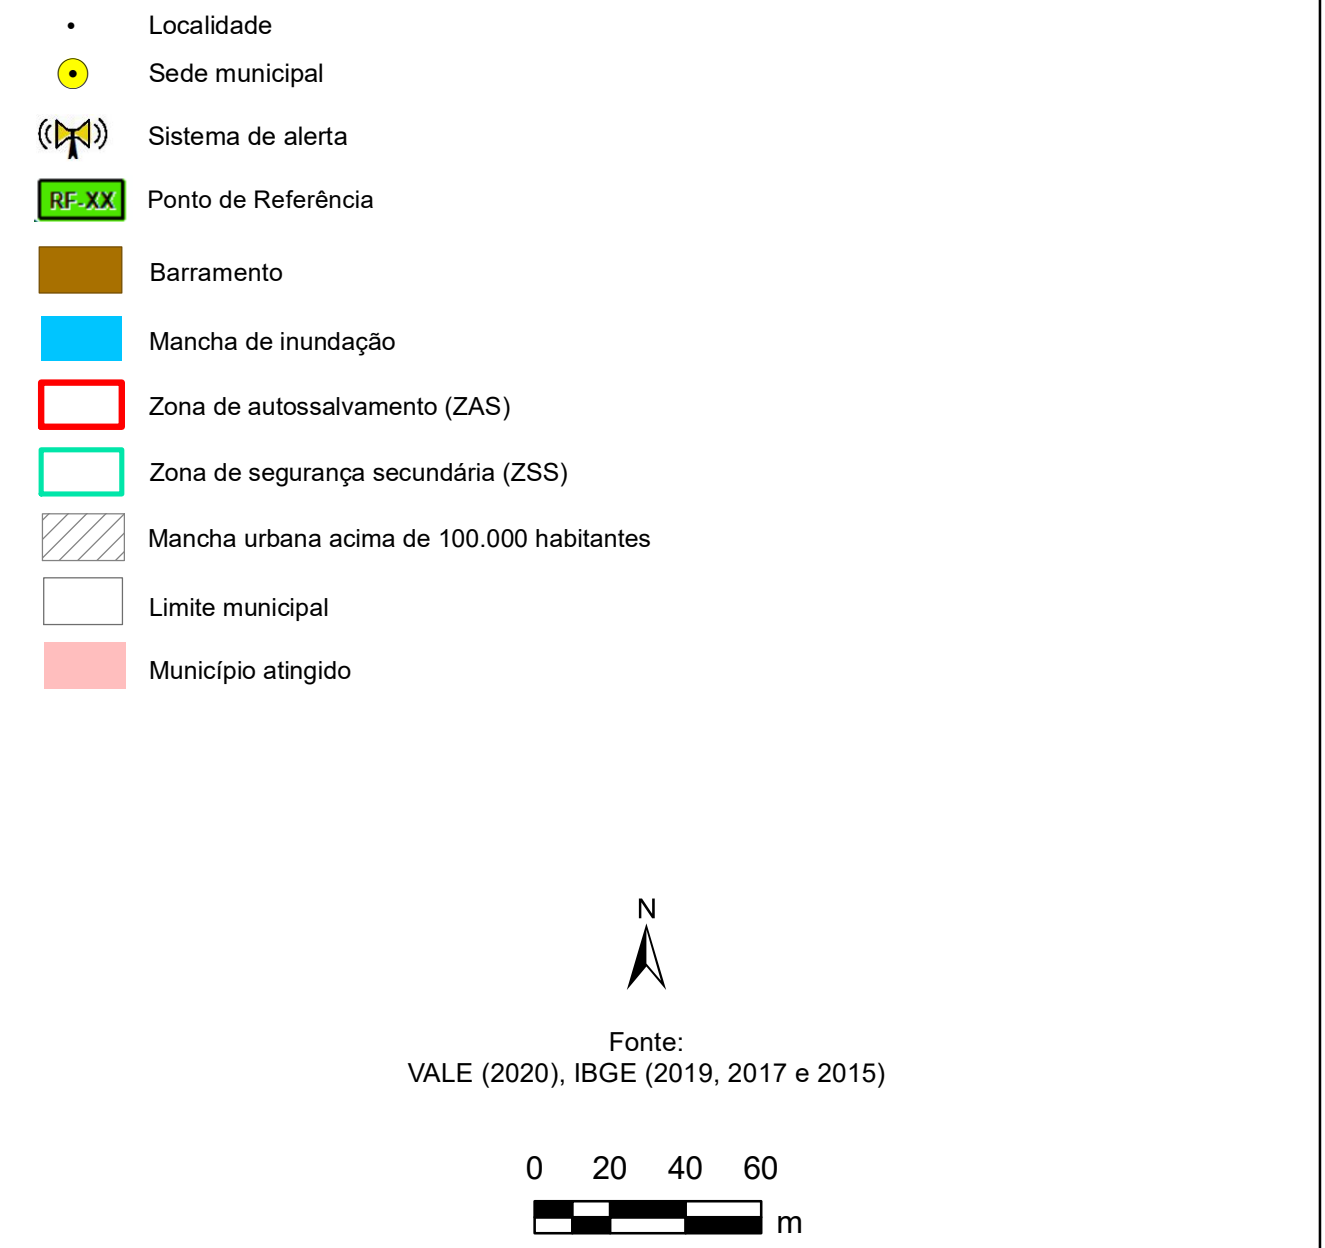 Localidade
Sede municipal
Sistema de alerta
RF-XX Ponto de Referência
Barramento
Mancha de inundação
Zona de autossalvamento (ZAS)
Zona de segurança secundária (ZSS)
Mancha urbana acima de 100.000 habitantes
Limite municipal
Município atingido
N
Fonte:
VALE (2020), IBGE (2019, 2017 e 2015)
0 20 40 60
m